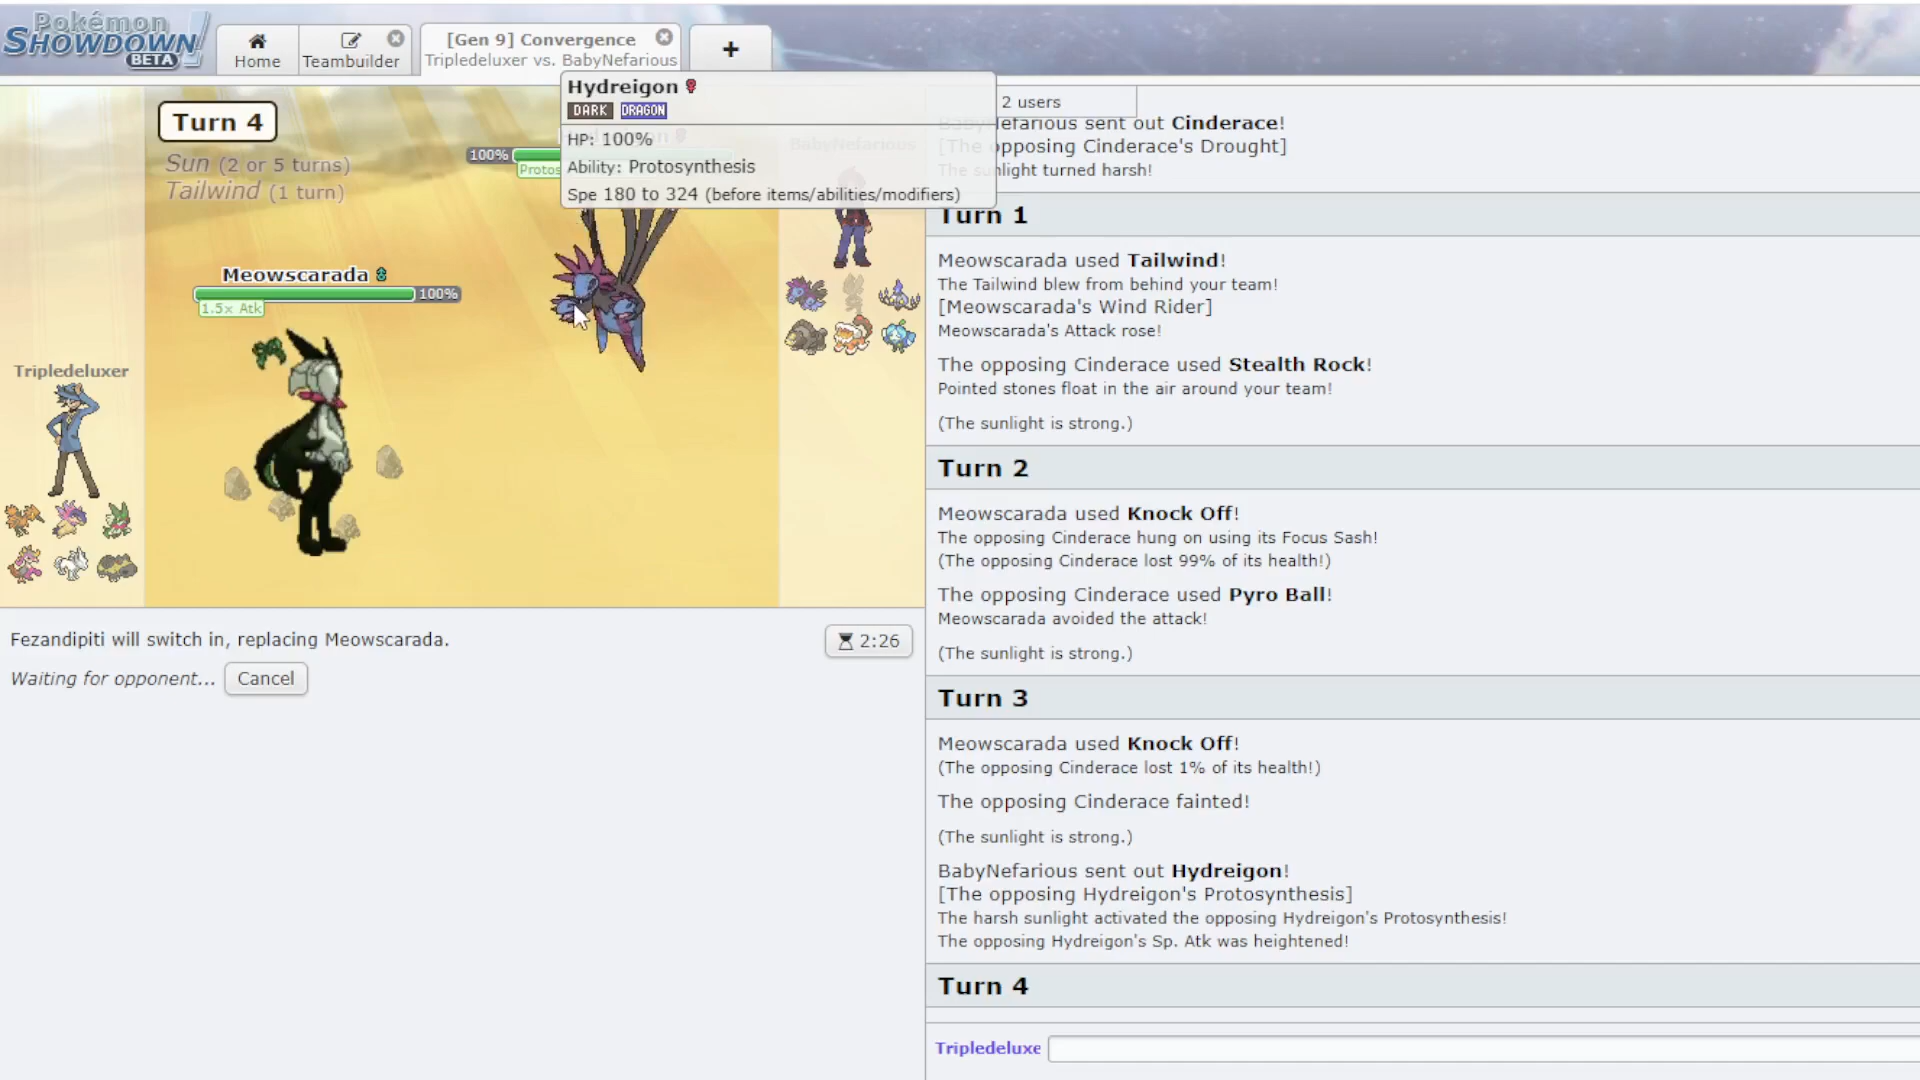 Pokémon
SHOWDOWN
BETA
Home
Teambuilder
[Gen 9] Convergence
Tripledeluxer vs. BabyNefarious
+
Turn 4
Sun (2 or 5 turns)
Tailwind (1 turn)
Hydreigon
DARK DRAGON
HP: 100%
Ability: Protosynthesis
Spe 180 to 324 (before items/abilities/modifiers)
100%
Protos
BabyNefarious
Meowscarada
100%
1.5x Atk
Tripledeluxer
Fezandipiti will switch in, replacing Meowscarada.
2:26
Waiting for opponent...
Cancel
2 users
BabyNefarious sent out Cinderace!
[The opposing Cinderace's Drought]
The sunlight turned harsh!
Turn 1
Meowscarada used Tailwind!
The Tailwind blew from behind your team!
[Meowscarada's Wind Rider]
Meowscarada's Attack rose!
The opposing Cinderace used Stealth Rock!
Pointed stones float in the air around your team!
(The sunlight is strong.)
Turn 2
Meowscarada used Knock Off!
The opposing Cinderace hung on using its Focus Sash!
(The opposing Cinderace lost 99% of its health!)
The opposing Cinderace used Pyro Ball!
Meowscarada avoided the attack!
(The sunlight is strong.)
Turn 3
Meowscarada used Knock Off!
(The opposing Cinderace lost 1% of its health!)
The opposing Cinderace fainted!
(The sunlight is strong.)
BabyNefarious sent out Hydreigon!
[The opposing Hydreigon's Protosynthesis]
The harsh sunlight activated the opposing Hydreigon's Protosynthesis!
The opposing Hydreigon's Sp. Atk was heightened!
Turn 4
Tripledeluxe